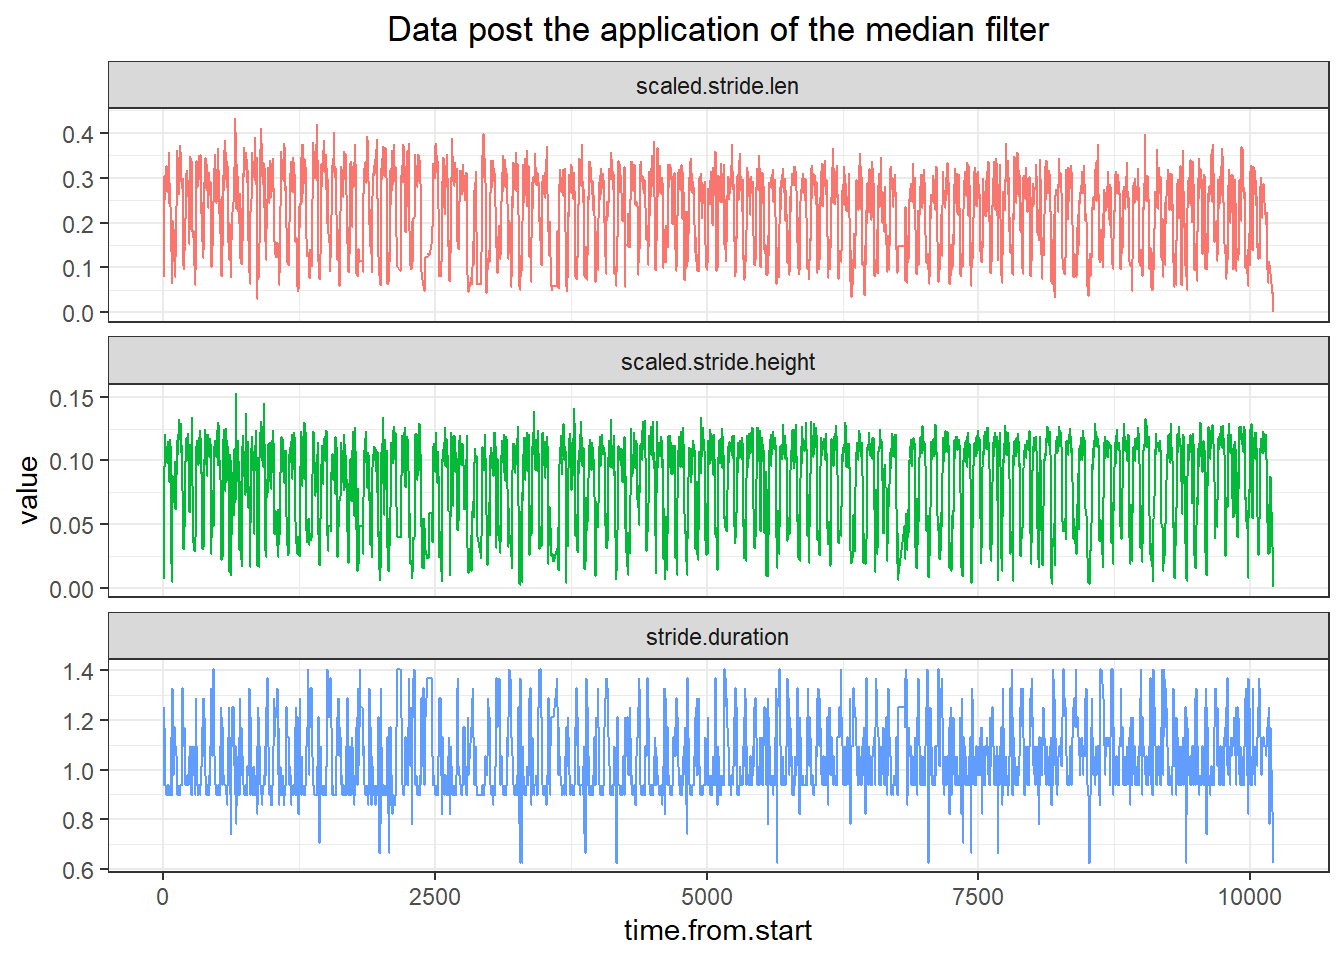 Data post the application of the median filter
scaled.stride.len
0.4
0.3
0.2
0.1
0.0
scaled.stride.height
0.15
0.10
0.05
0.00
value
stride.duration
1.4
1.2
1.0
0.8
0.6
0 2500 5000 7500 10000
time.from.start